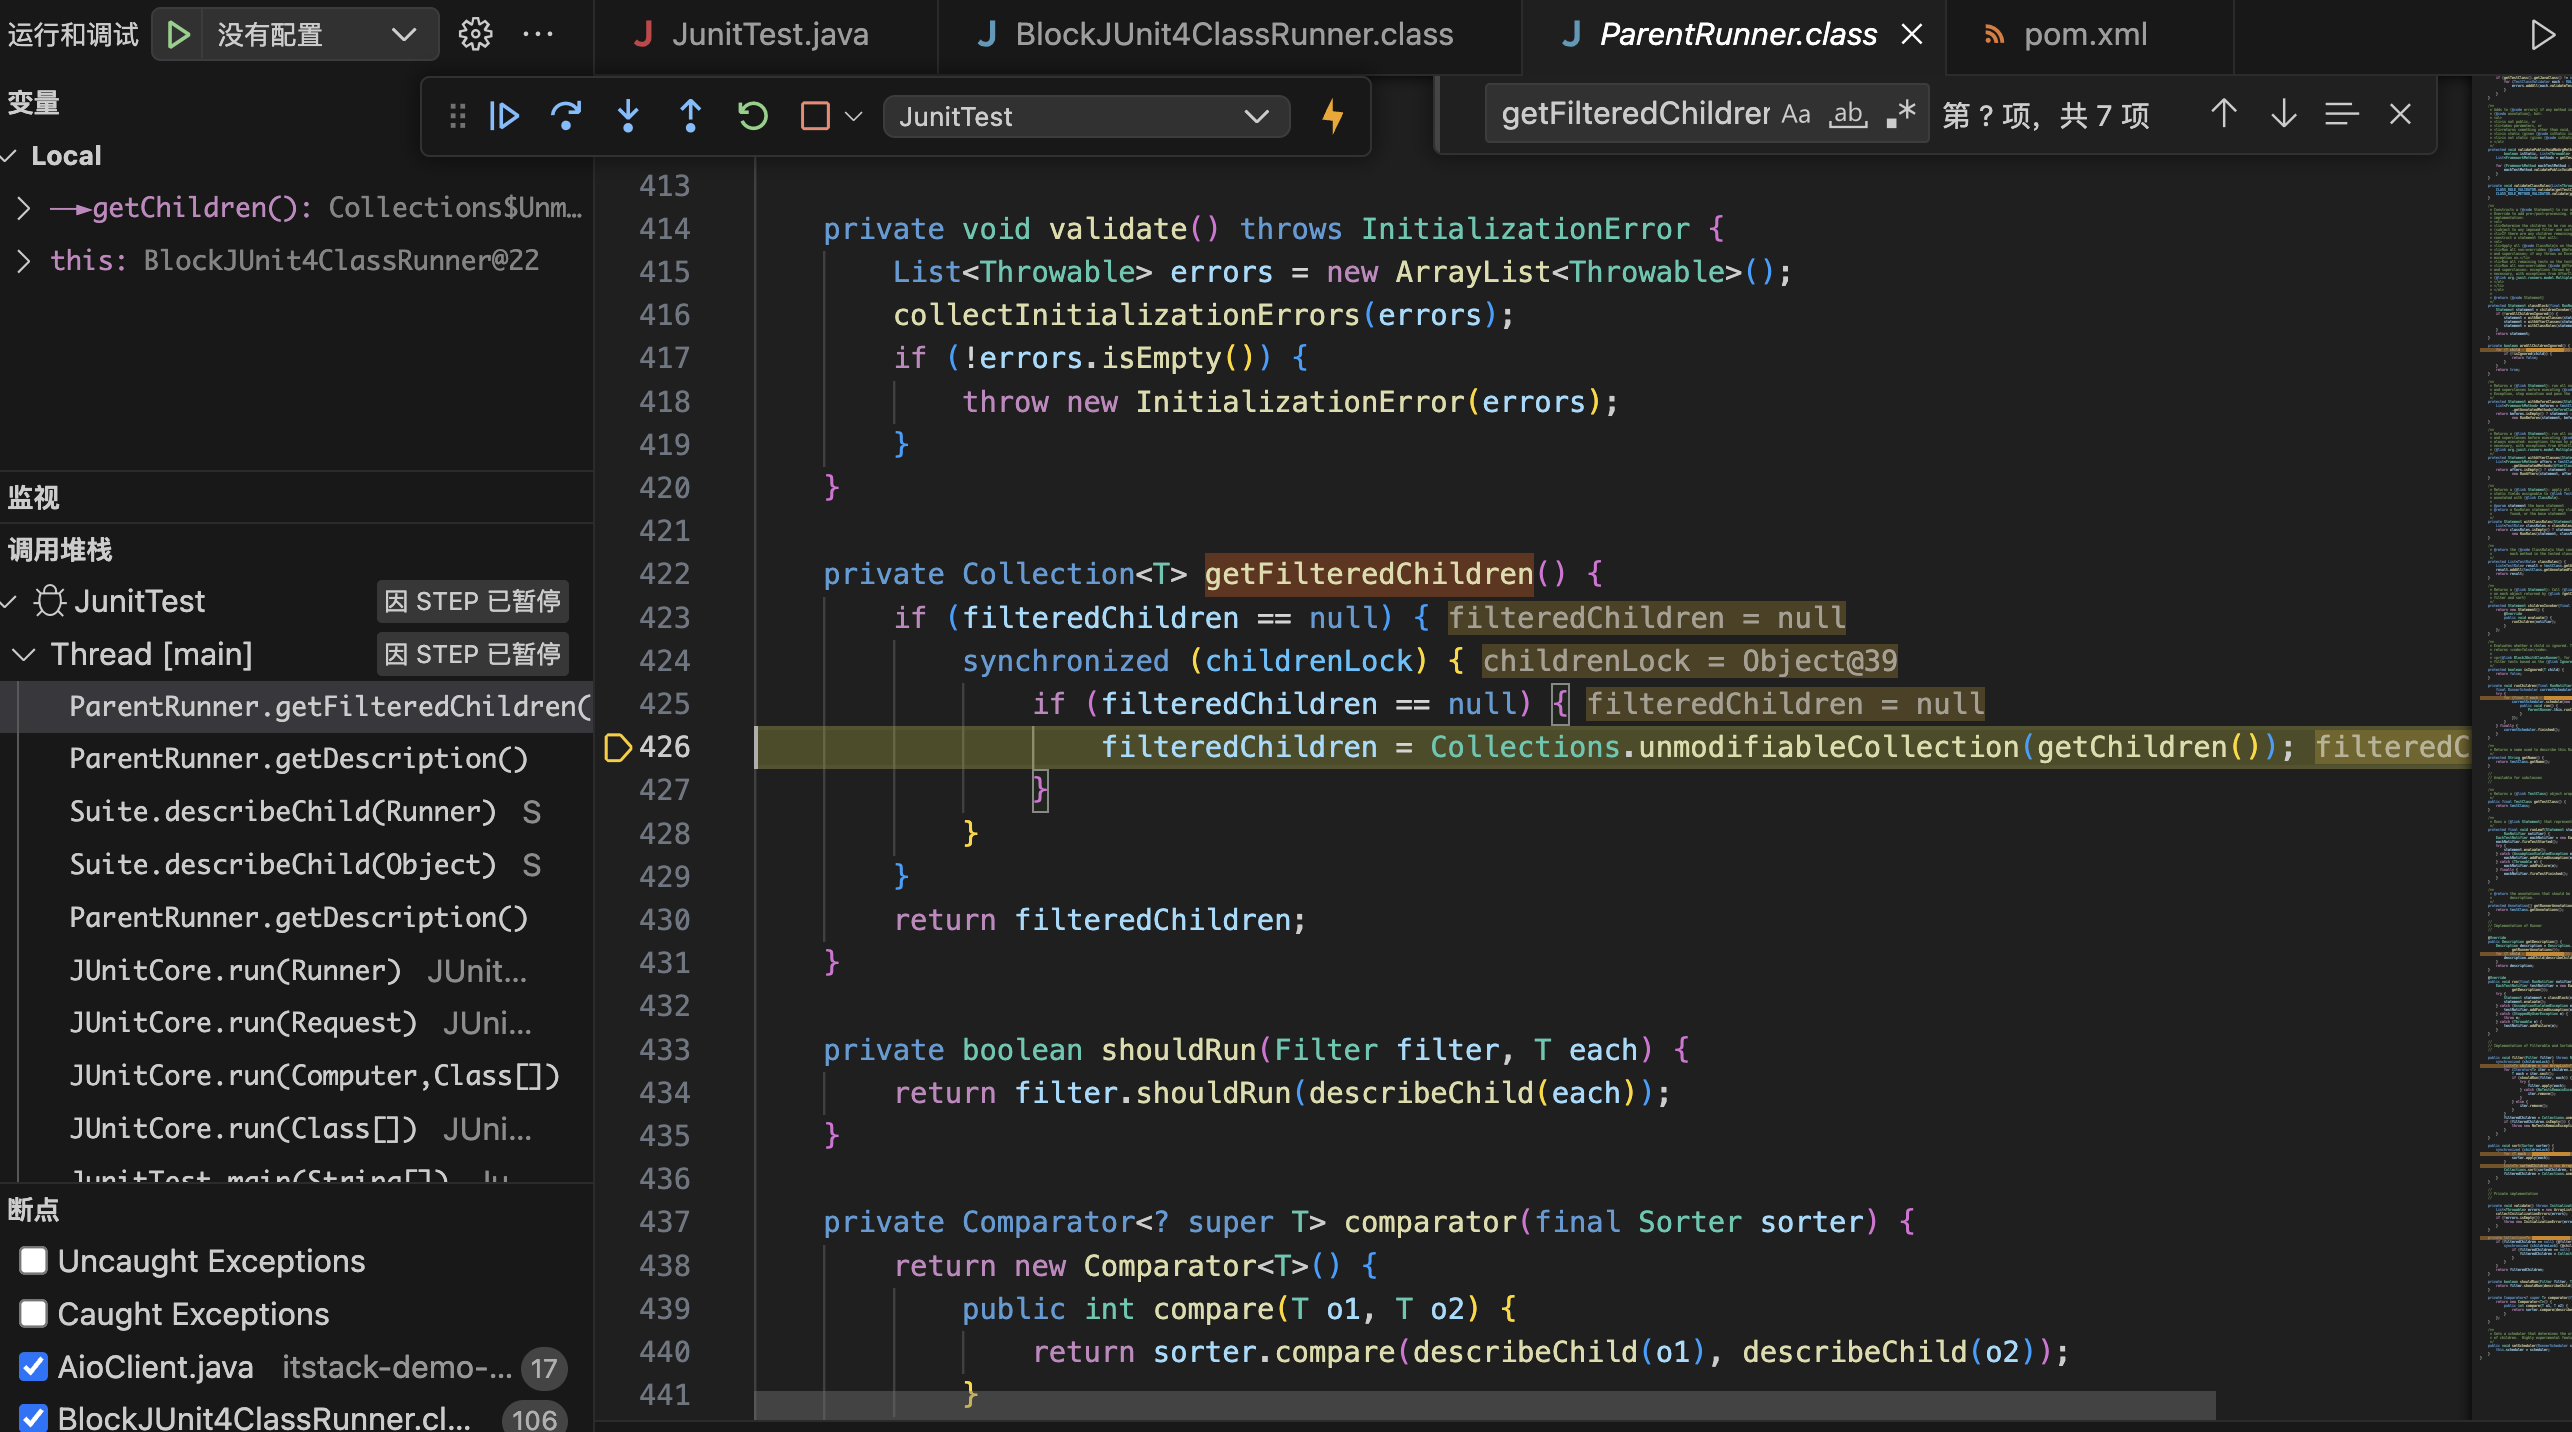 运行和调试 没有配置 ···
JunitTest.java BlockJUnit4ClassRunner.class ParentRunner.class pom.xml
JunitTest
getFilteredChildren Aa ab .* 第 ? 项，共 7 项
变量
Local
getChildren(): Collections$Unm…
this: BlockJUnit4ClassRunner@22
监视
调用堆栈
JunitTest 因 STEP 已暂停
Thread [main] 因 STEP 已暂停
ParentRunner.getFilteredChildren(
ParentRunner.getDescription()
Suite.describeChild(Runner) S
Suite.describeChild(Object) S
ParentRunner.getDescription()
JUnitCore.run(Runner) JUnit…
JUnitCore.run(Request) JUni…
JUnitCore.run(Computer,Class[])
JUnitCore.run(Class[]) JUni…
JunitTest.main(String[]) Ju
断点
Uncaught Exceptions
Caught Exceptions
AioClient.java itstack-demo-… 17
BlockJUnit4ClassRunner.cl… 106
413
414 private void validate() throws InitializationError {
415 List<Throwable> errors = new ArrayList<Throwable>();
416 collectInitializationErrors(errors);
417 if (!errors.isEmpty()) {
418 throw new InitializationError(errors);
419 }
420 }
421
422 private Collection<T> getFilteredChildren() {
423 if (filteredChildren == null) { filteredChildren = null
424 synchronized (childrenLock) { childrenLock = Object@39
425 if (filteredChildren == null) { filteredChildren = null
426 filteredChildren = Collections.unmodifiableCollection(getChildren()); filteredC
427 }
428 }
429 }
430 return filteredChildren;
431 }
432
433 private boolean shouldRun(Filter filter, T each) {
434 return filter.shouldRun(describeChild(each));
435 }
436
437 private Comparator<? super T> comparator(final Sorter sorter) {
438 return new Comparator<T>() {
439 public int compare(T o1, T o2) {
440 return sorter.compare(describeChild(o1), describeChild(o2));
441 }